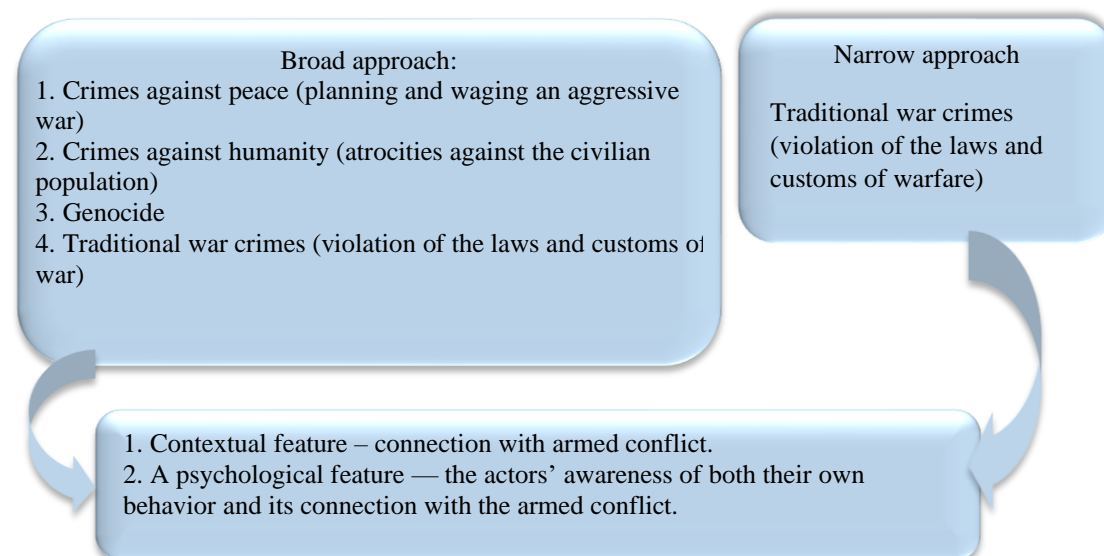 Broad approach:
1. Crimes against peace (planning and waging an aggressive
war)
2. Crimes against humanity (atrocities against the civilian
population)
3. Genocide
4. Traditional war crimes (violation of the laws and customs of
war)
Narrow approach
Traditional war crimes
(violation of the laws and
customs of warfare)
1. Contextual feature – connection with armed conflict.
2. A psychological feature — the actors’ awareness of both their own
behavior and its connection with the armed conflict.